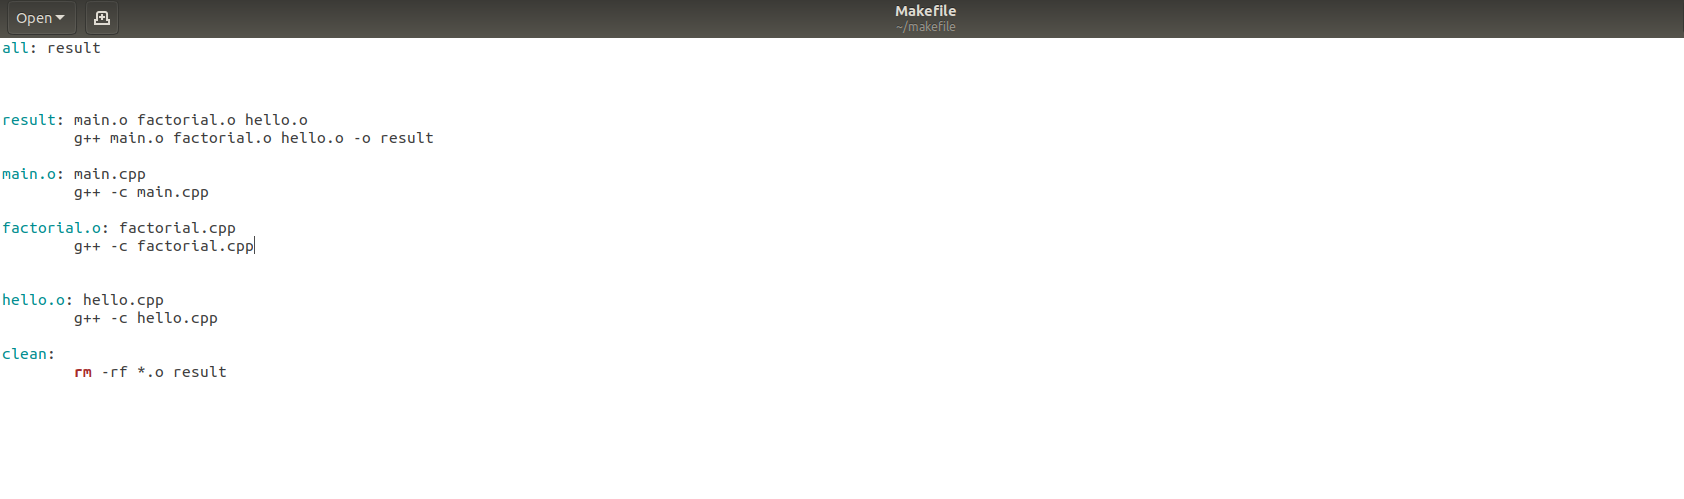 Open
Makefile
~/makefile
all: result
result: main.o factorial.o hello.o
g++ main.o factorial.o hello.o -o result
main.o: main.cpp
g++ -c main.cpp
factorial.o: factorial.cpp
g++ -c factorial.cpp
hello.o: hello.cpp
g++ -c hello.cpp
clean:
rm -rf *.o result